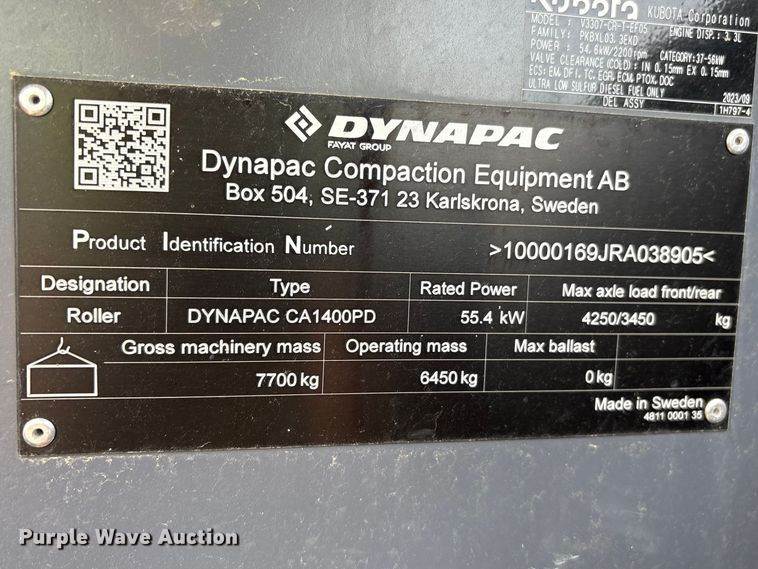 Kubota KUBOTA Corporation
MODEL: V3307-CR-T-EF05 ENGINE DISP.: 3.3L
FAMILY: PKBXL03.3EKD
POWER: 54.6kW/2200rpm CATEGORY:37-56kW
VALVE CLEARANCE(COLD): IN 0.15mm EX 0.15mm
ECS: EM, DFI, TC, EGR, ECM, PTOX, DOC
ULTRA LOW SULFUR DIESEL FUEL ONLY 2023/09
DEL ASSY 1H797-4
DYNAPAC
FAYAT GROUP
Dynapac Compaction Equipment AB
Box 504, SE-371 23 Karlskrona, Sweden
Product Identification Number >10000169JRA038905<
Designation Type Rated Power Max axle load front/rear
Roller DYNAPAC CA1400PD 55.4 kW 4250/3450 kg
Gross machinery mass Operating mass Max ballast
7700 kg 6450 kg 0 kg
Made in Sweden
4811 0001 35
Purple Wave Auction